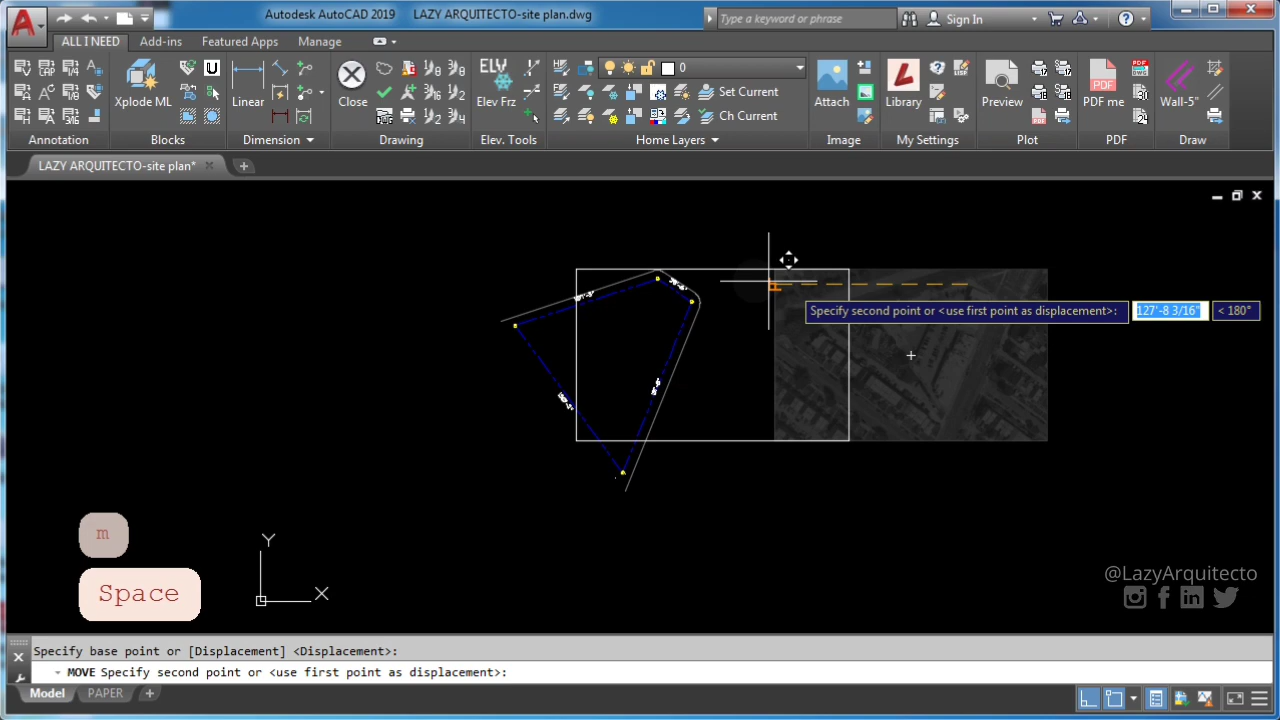 Autodesk AutoCAD 2019 LAZY ARQUITECTO-site plan.dwg
Type a keyword or phrase
Sign In
ALL I NEED Add-ins Featured Apps Manage
Xplode ML
Linear
Close
ELV
Elev Frz
0
Set Current
Ch Current
Attach
Library
Preview
PDF
PDF me
Wall-5"
Annotation Blocks Dimension Drawing Elev. Tools Home Layers Image My Settings Plot PDF Draw
LAZY ARQUITECTO-site plan*
Specify second point or <use first point as displacement>: 127'-8 3/16" < 180°
m
Space
Y
X
@LazyArquitecto
Specify base point or [Displacement] <Displacement>:
MOVE Specify second point or <use first point as displacement>:
Model PAPER